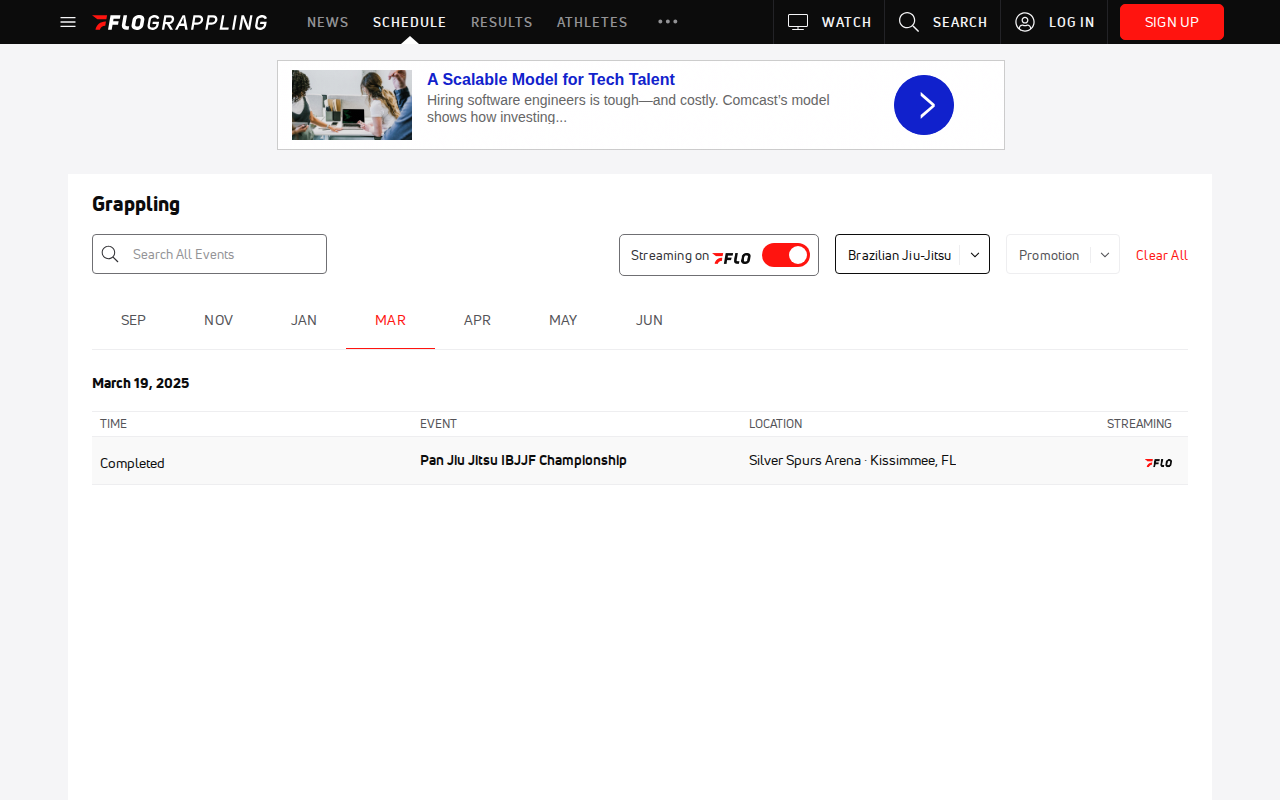 FLOGRAPPLING NEWS SCHEDULE RESULTS ATHLETES ••• WATCH SEARCH LOG IN SIGN UP
A Scalable Model for Tech Talent
Hiring software engineers is tough—and costly. Comcast's model
shows how investing...
Grappling
Search All Events Streaming on FLO Brazilian Jiu-Jitsu Promotion Clear All
SEP NOV JAN MAR APR MAY JUN
March 19, 2025
TIME EVENT LOCATION STREAMING
Completed Pan Jiu Jitsu IBJJF Championship Silver Spurs Arena · Kissimmee, FL FLO